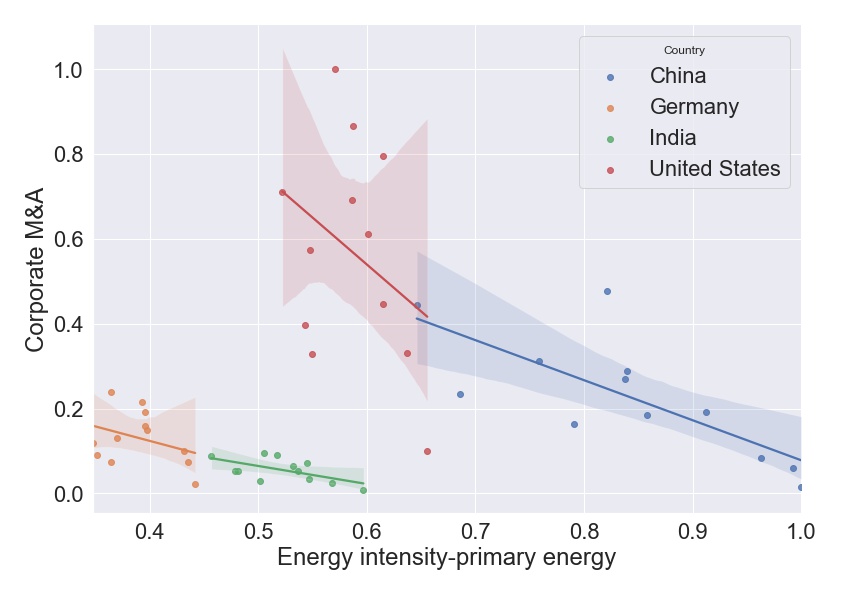 Country
China
Germany
India
United States
1.0
0.8
0.6
0.4
0.2
0.0
Corporate M&A
0.4 0.5 0.6 0.7 0.8 0.9 1.0
Energy intensity-primary energy